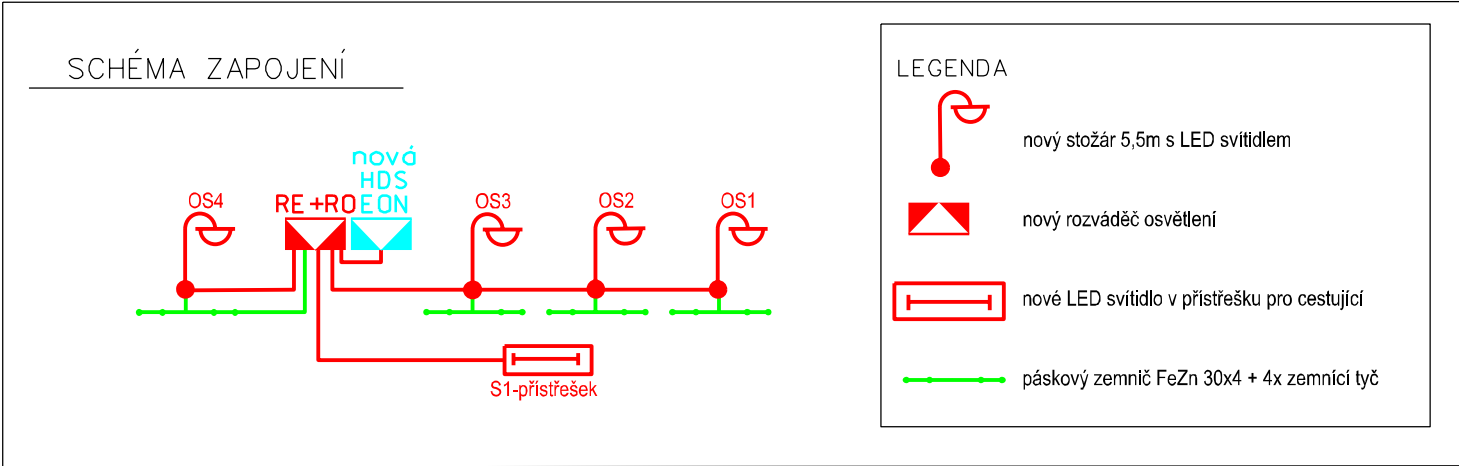 SCHÉMA ZAPOJENÍ
nová
HDS
EON
OS4
RE+RO
OS3
OS2
OS1
S1-přístřešek
LEGENDA
nový stožár 5,5m s LED svítidlem
nový rozváděč osvětlení
nové LED svítidlo v přístřešku pro cestující
páskový zemnič FeZn 30x4 + 4x zemnící tyč